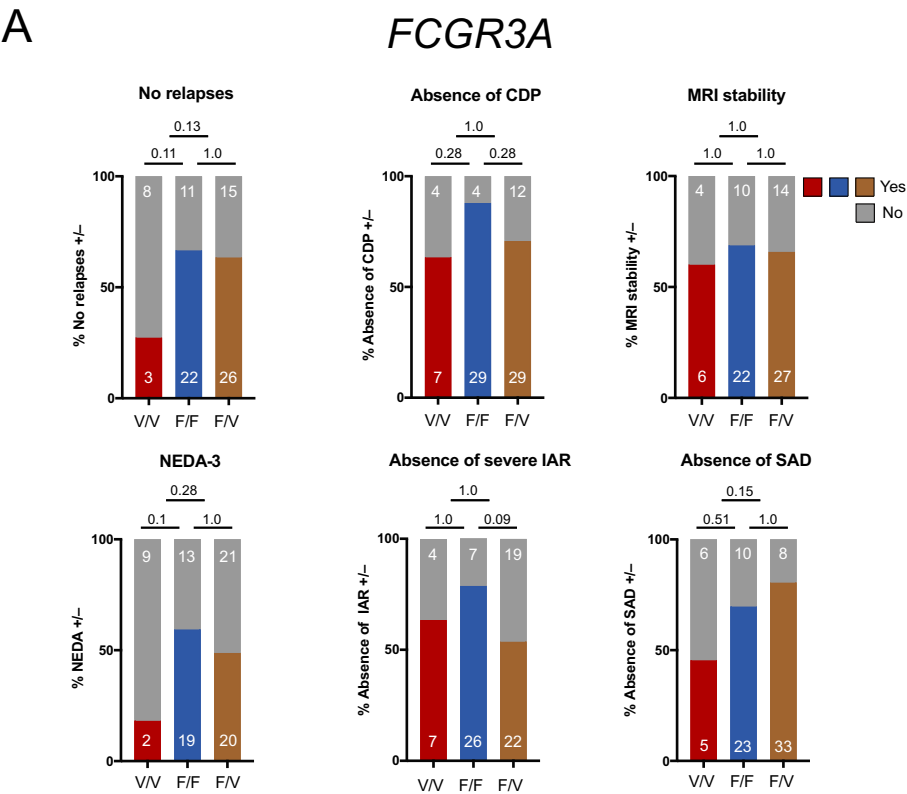 A
FCGR3A
No relapses
0.13
0.11 1.0
% No relapses +/–
100
50
0
8 11 15
3 22 26
V/V F/F F/V
Absence of CDP
1.0
0.28 0.28
% Absence of CDP +/–
100
50
0
4 4 12
7 29 29
V/V F/F F/V
MRI stability
1.0
1.0 1.0
% MRI stability +/–
100
50
0
4 10 14
6 22 27
V/V F/F F/V
Yes
No
NEDA-3
0.28
0.1 1.0
% NEDA +/–
100
50
0
9 13 21
2 19 20
V/V F/F F/V
Absence of severe IAR
1.0
1.0 0.09
% Absence of IAR +/–
100
50
0
4 7 19
7 26 22
V/V F/F F/V
Absence of SAD
0.15
0.51 1.0
% Absence of SAD +/–
100
50
0
6 10 8
5 23 33
V/V F/F F/V